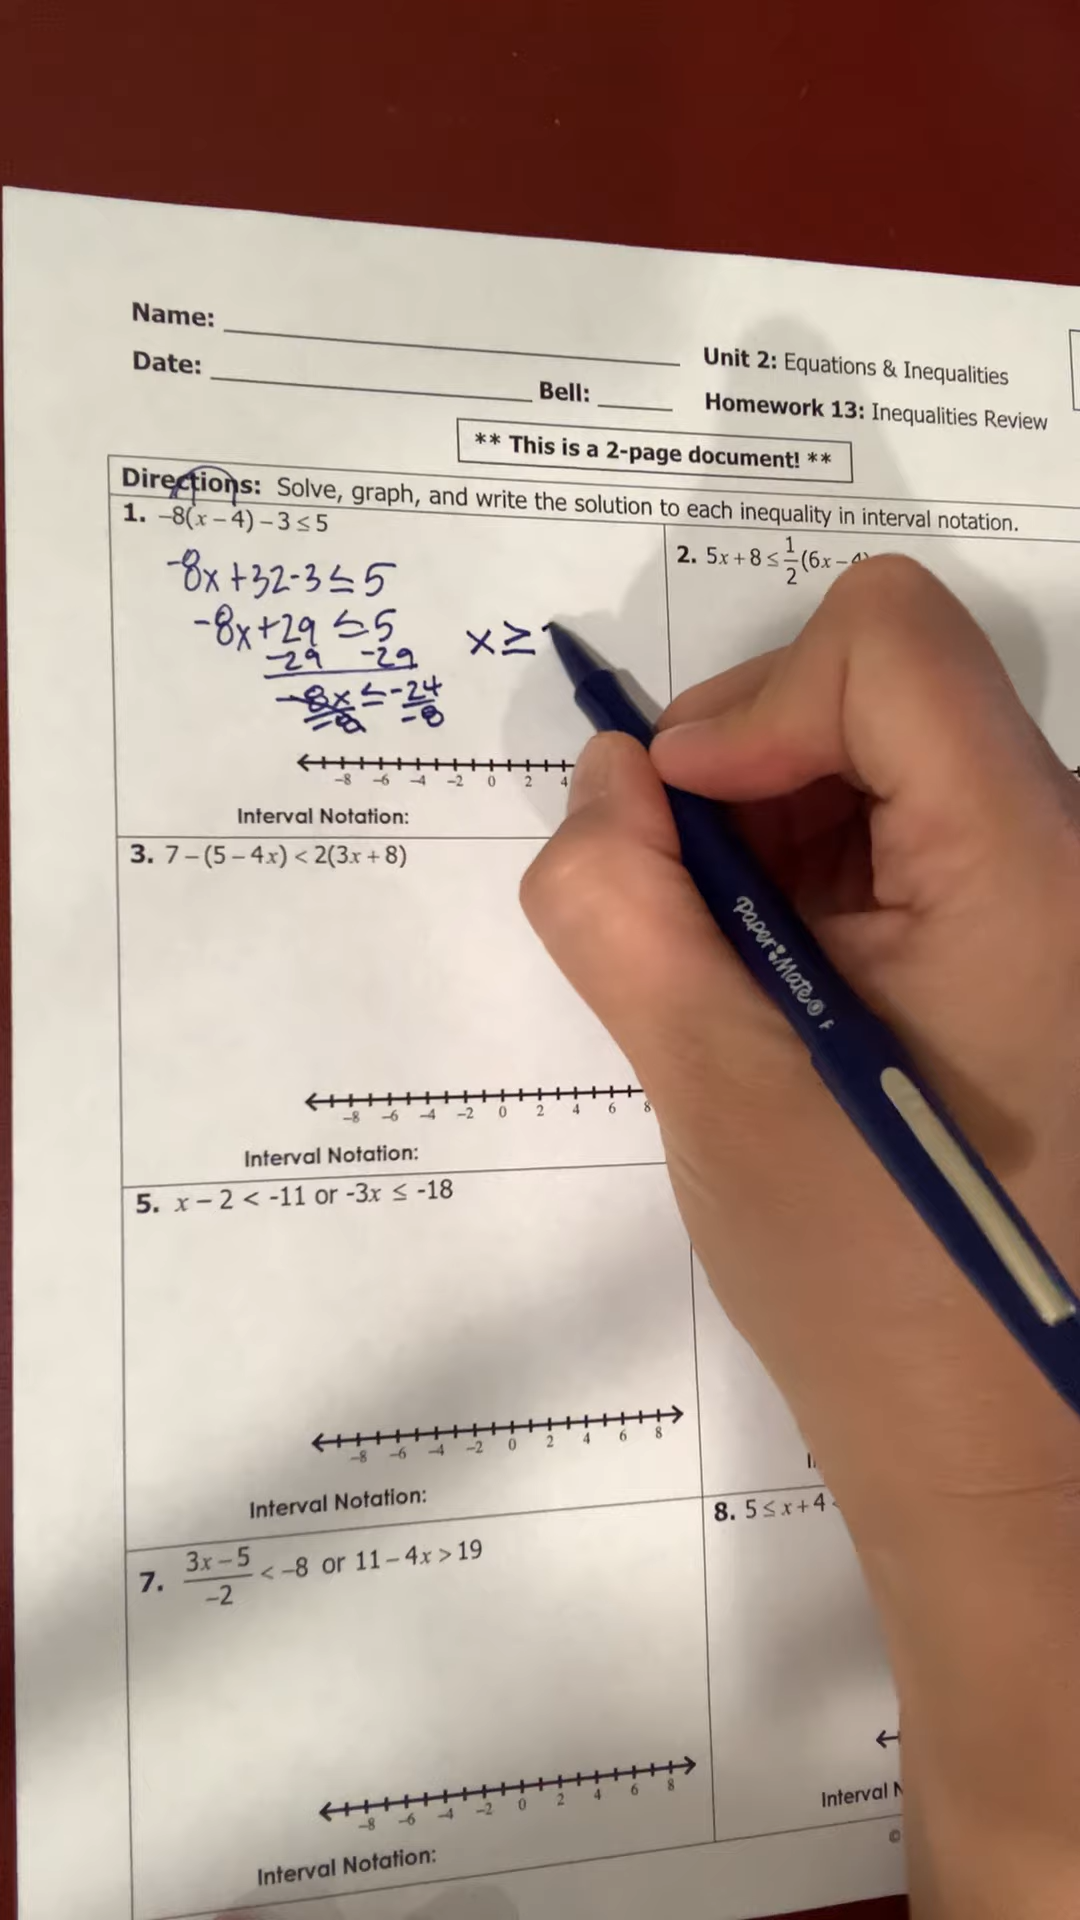 Name:
Date:
Bell:
Unit 2: Equations & Inequalities
Homework 13: Inequalities Review
** This is a 2-page document! **
Directions: Solve, graph, and write the solution to each inequality in interval notation.
1. -8(x - 4) - 3 ≤ 5
-8x +32-3 ≤ 5
-8x+29 ≤ 5
-29 -29
-8x ≤ -24
-8 -8
x ≥
-8 -6 -4 -2 0 2 4
Interval Notation:
2. 5x + 8 ≤ 1/2 (6x - 4)
3. 7 - (5 - 4x) < 2(3x + 8)
-8 -6 -4 -2 0 2 4 6 8
Interval Notation:
5. x - 2 < -11 or -3x ≤ -18
-8 -6 -4 -2 0 2 4 6 8
Interval Notation:
7. 3x - 5 / -2 < -8 or 11 - 4x > 19
-8 -6 -4 -2 0 2 4 6 8
Interval Notation:
8. 5 ≤ x + 4
Interval N
©
Paper Mate F